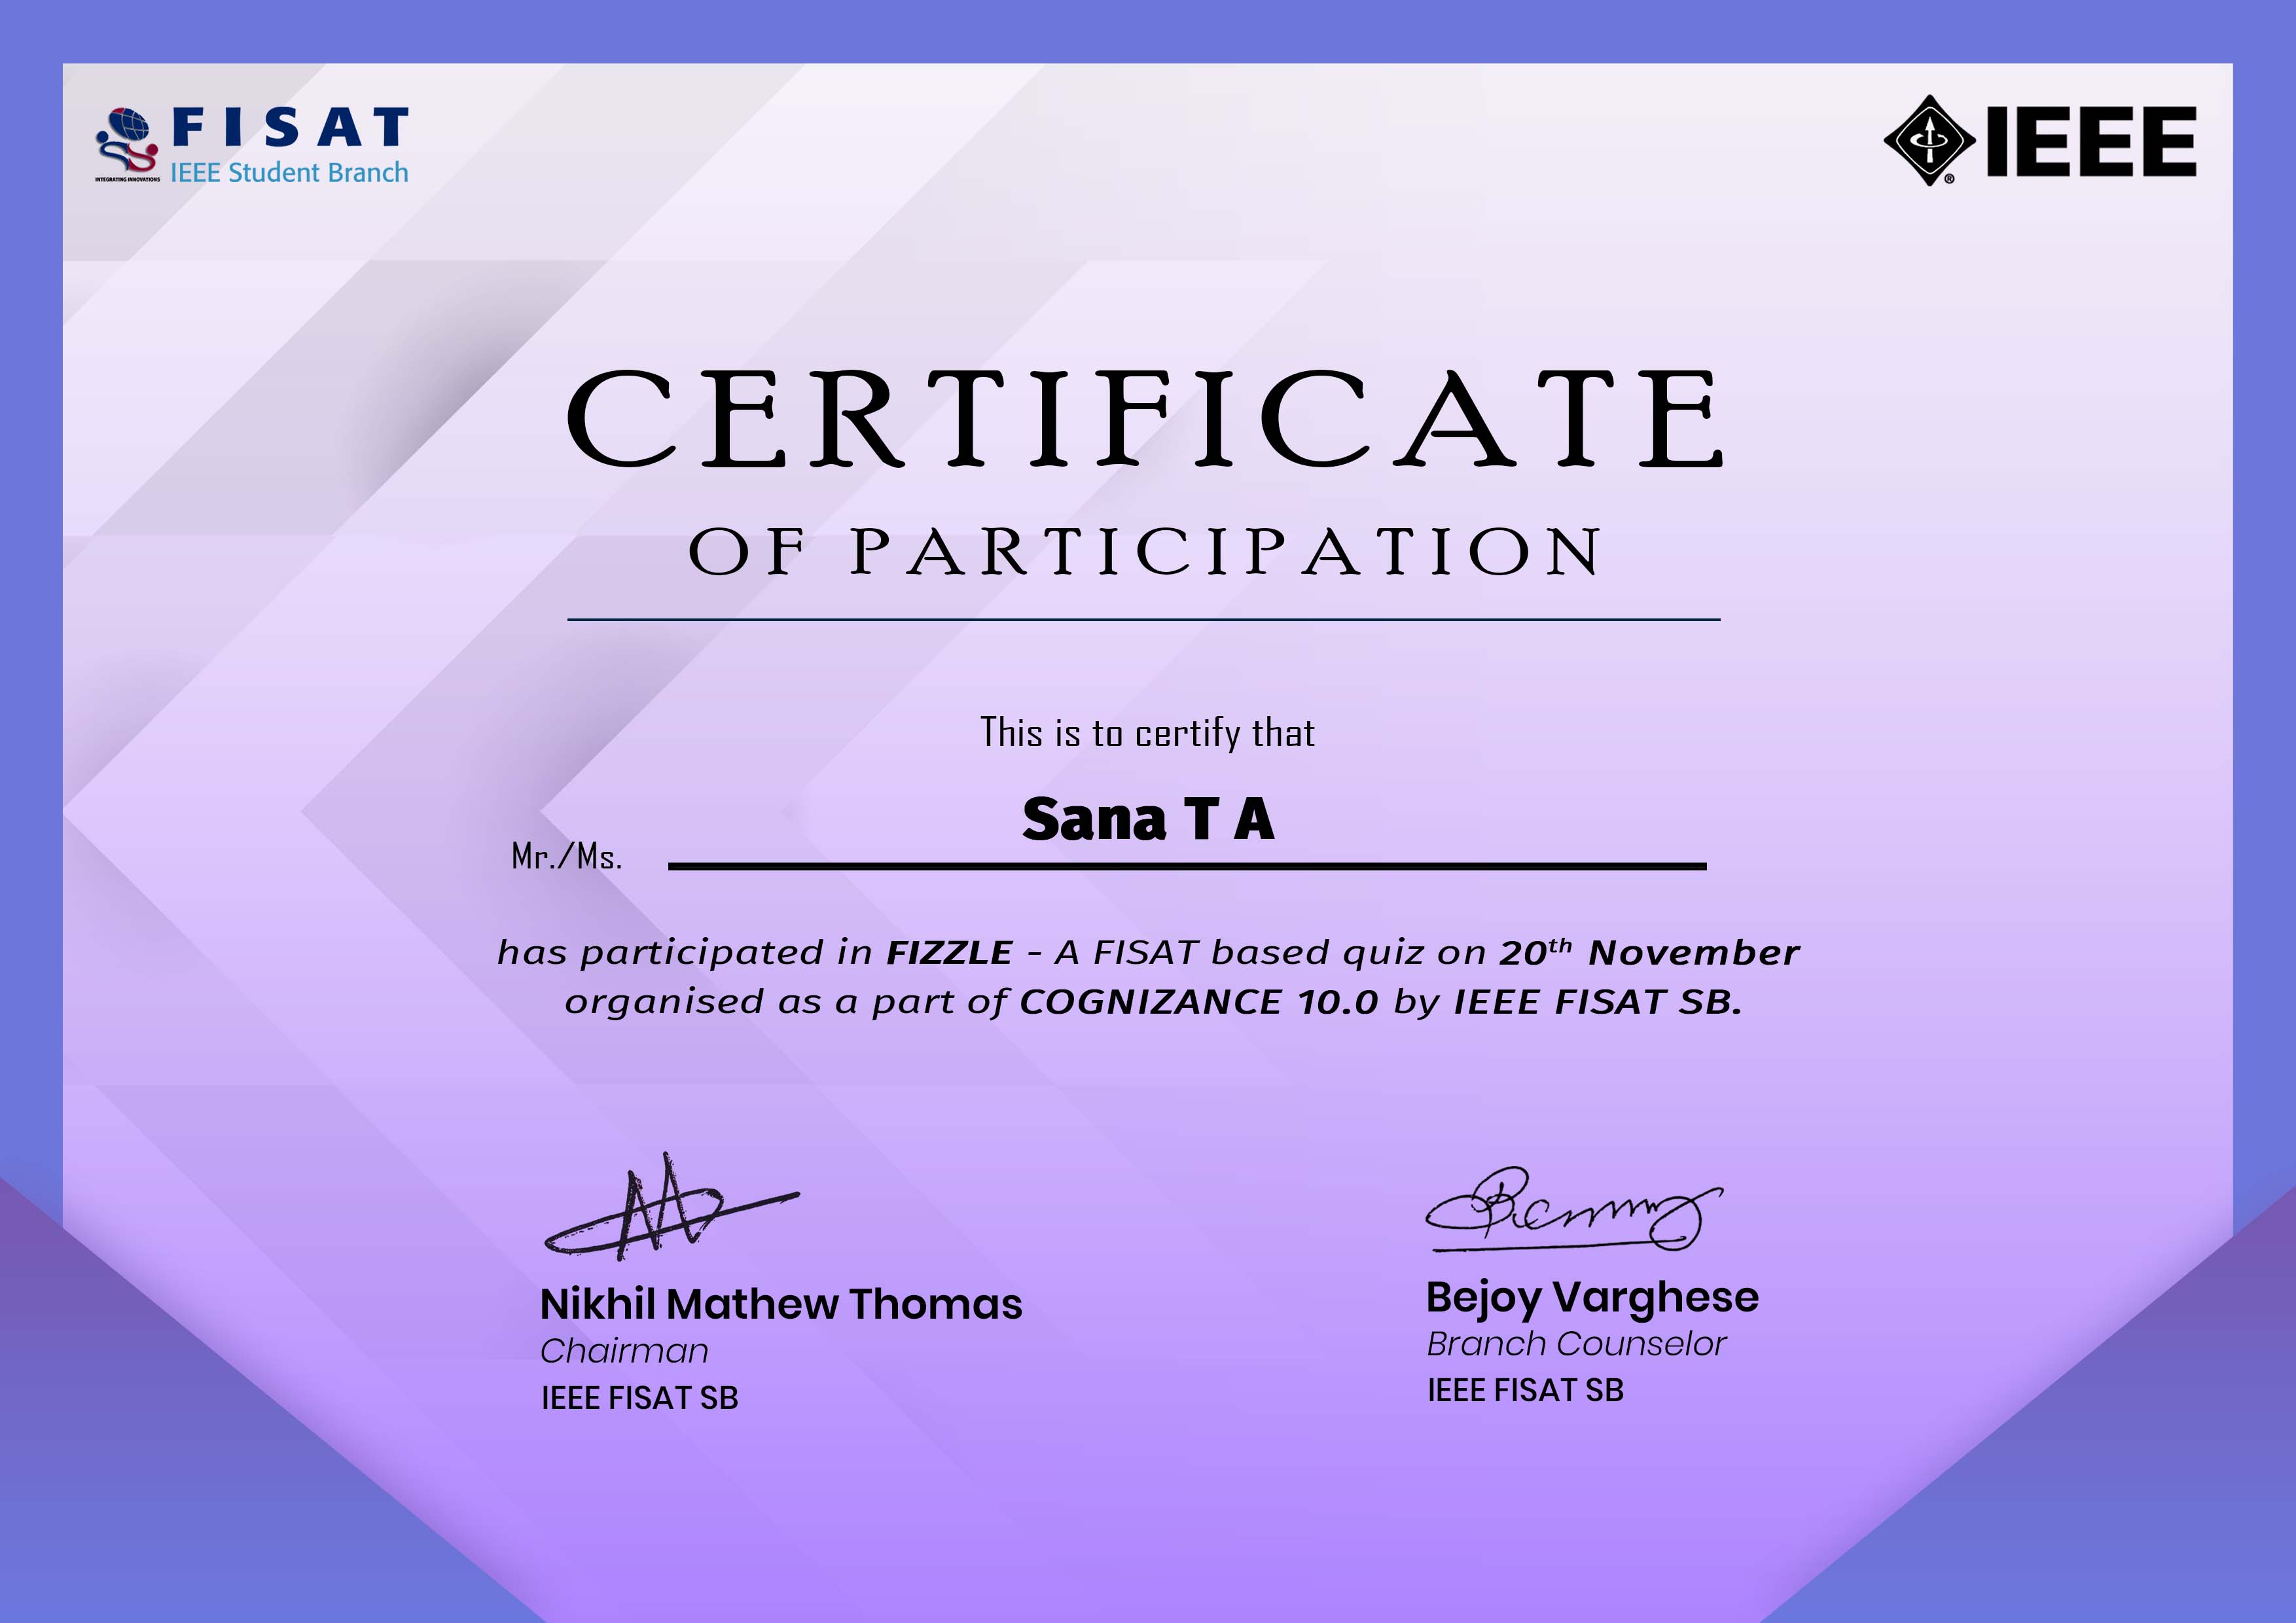 FISAT
IEEE Student Branch
INTEGRATING INNOVATIONS
IEEE
®
CERTIFICATE
OF PARTICIPATION
This is to certify that
Sana T A
Mr./Ms.
has participated in FIZZLE - A FISAT based quiz on 20th November
organised as a part of COGNIZANCE 10.0 by IEEE FISAT SB.
Nikhil Mathew Thomas
Chairman
IEEE FISAT SB
Bejoy Varghese
Branch Counselor
IEEE FISAT SB